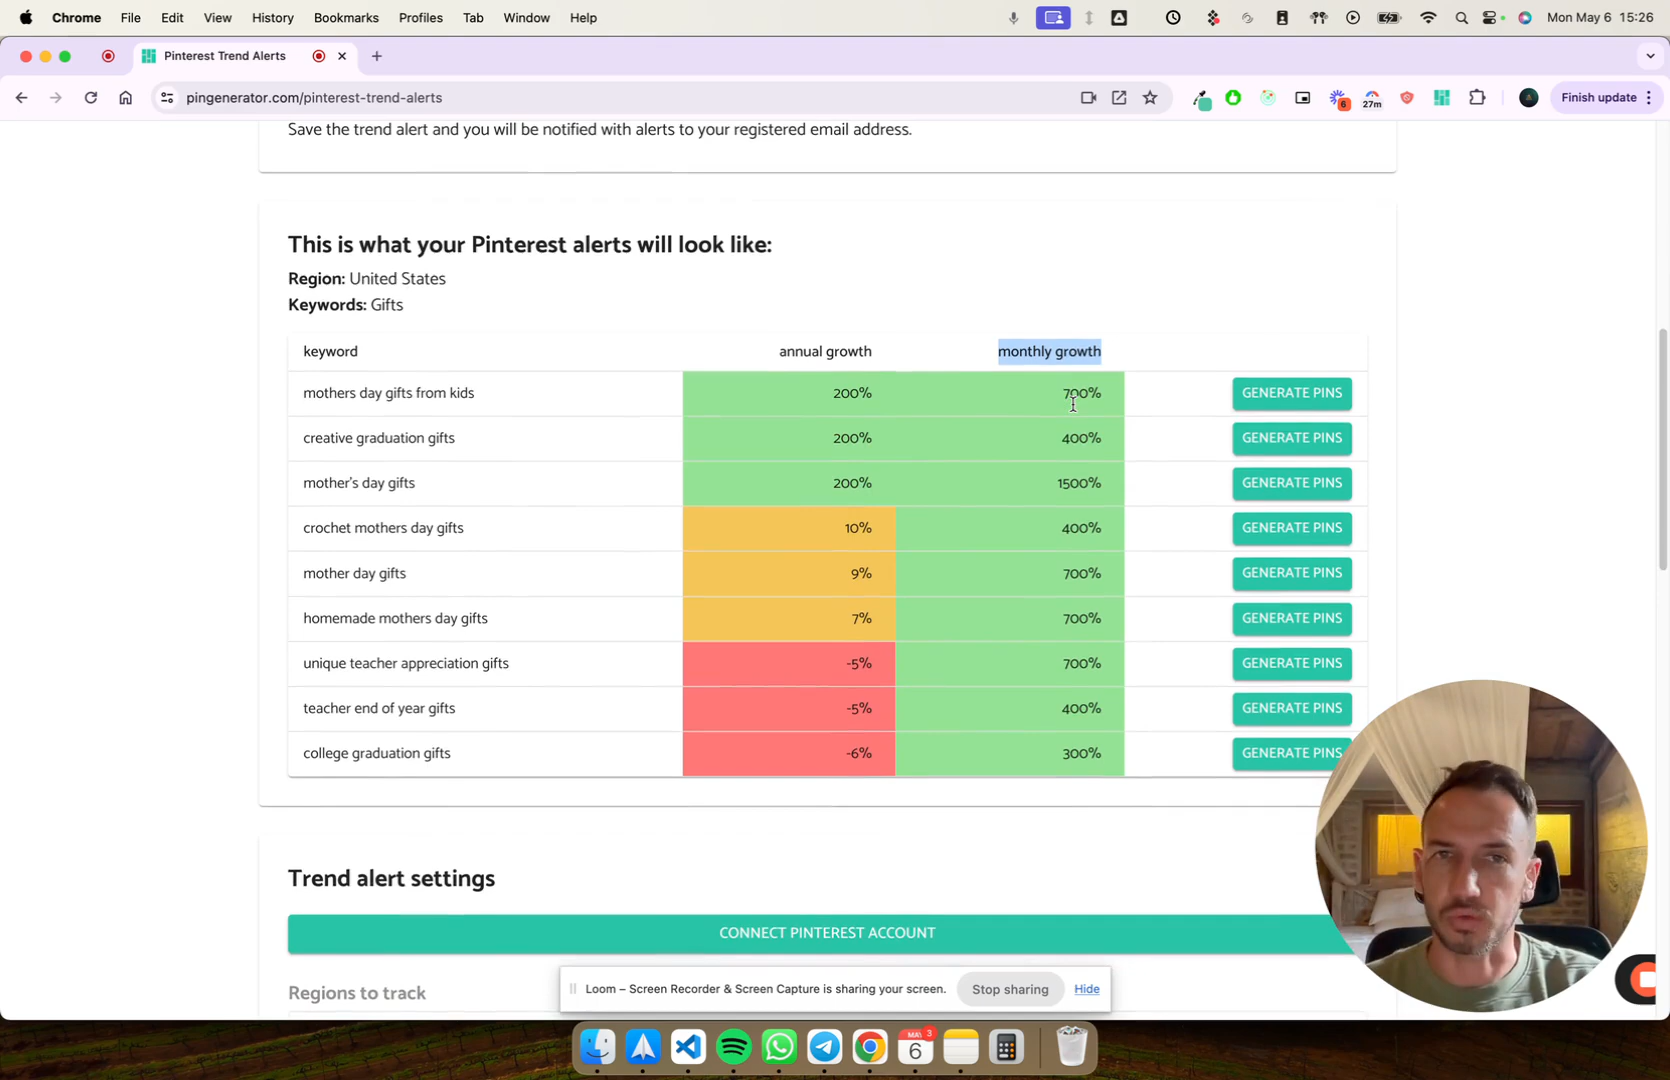 Chrome File Edit View History Bookmarks Profiles Tab Window Help Mon May 6 15:26
Pinterest Trend Alerts
pingenerator.com/pinterest-trend-alerts
6
27m
Finish update
Save the trend alert and you will be notified with alerts to your registered email address.
This is what your Pinterest alerts will look like:
Region: United States
Keywords: Gifts
keyword annual growth monthly growth
mothers day gifts from kids 200% 700% GENERATE PINS
creative graduation gifts 200% 400% GENERATE PINS
mother's day gifts 200% 1500% GENERATE PINS
crochet mothers day gifts 10% 400% GENERATE PINS
mother day gifts 9% 700% GENERATE PINS
homemade mothers day gifts 7% 700% GENERATE PINS
unique teacher appreciation gifts -5% 700% GENERATE PINS
teacher end of year gifts -5% 400% GENERATE PINS
college graduation gifts -6% 300% GENERATE PINS
Trend alert settings
CONNECT PINTEREST ACCOUNT
Regions to track
Loom – Screen Recorder & Screen Capture is sharing your screen. Stop sharing Hide
MAY 3
6